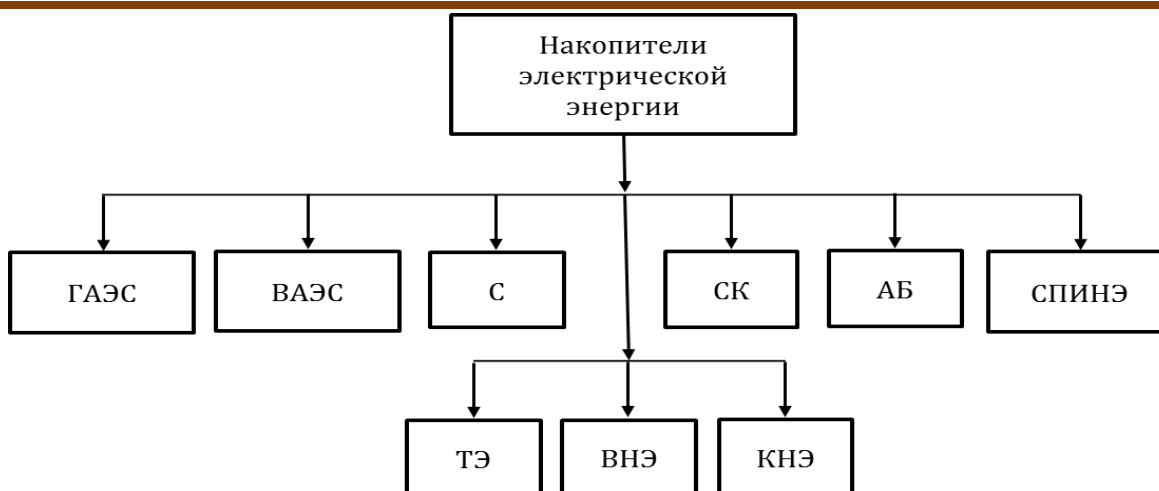 Накопители
электрической
энергии
ГАЭС
ВАЭС
С
СК
АБ
СПИНЭ
ТЭ
ВНЭ
КНЭ